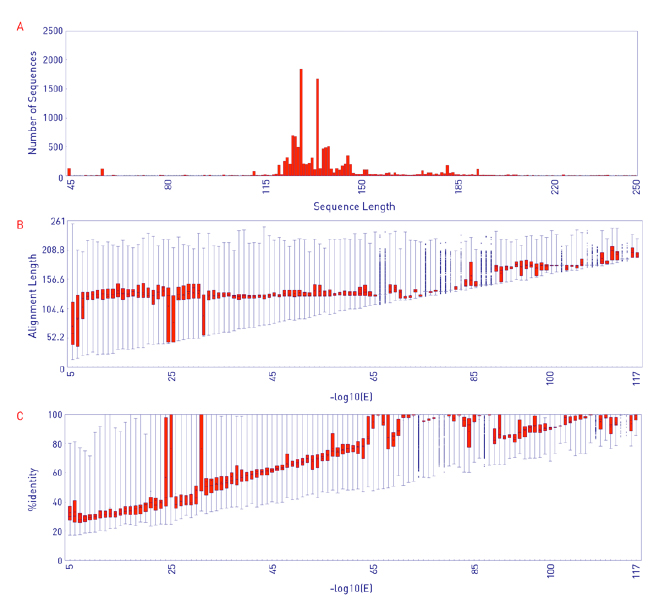 A
Number of Sequences
2500
2000
1500
1000
500
0
45 80 115 150 185 220 250
Sequence Length
B
Alignment Length
261
208.8
156.6
104.4
52.2
0
5 25 45 65 85 100 117
-log10(E)
C
%identity
100
80
60
40
20
0
5 25 45 65 85 100 117
-log10(E)